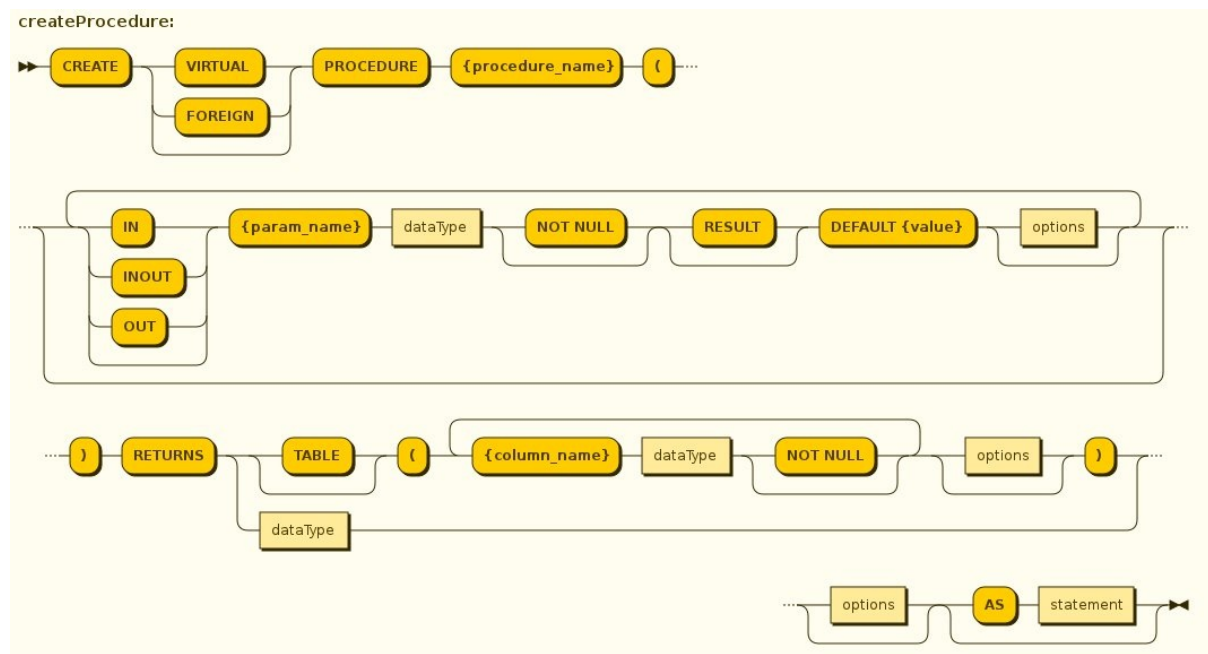 createProcedure:
CREATE VIRTUAL PROCEDURE {procedure_name} (
FOREIGN
IN {param_name} dataType NOT NULL RESULT DEFAULT {value} options
INOUT
OUT
) RETURNS TABLE ( {column_name} dataType NOT NULL options )
dataType
options AS statement